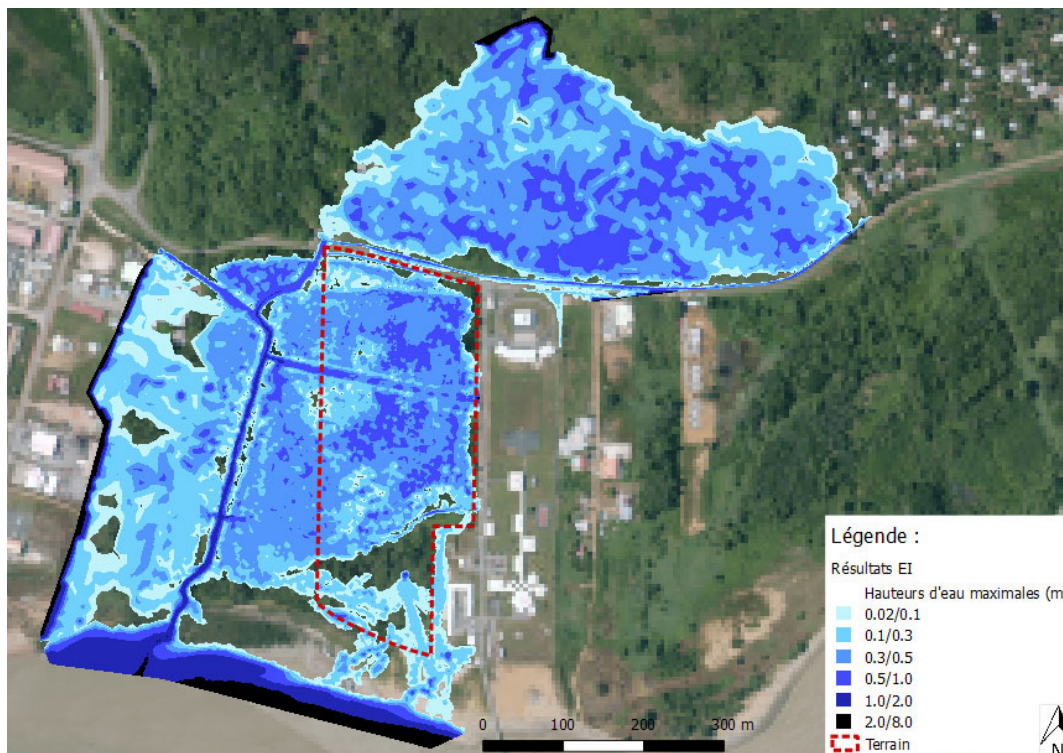 0 100 200 300 m
Légende :
Résultats EI
Hauteurs d'eau maximales (m
0.02/0.1
0.1/0.3
0.3/0.5
0.5/1.0
1.0/2.0
2.0/8.0
Terrain
N